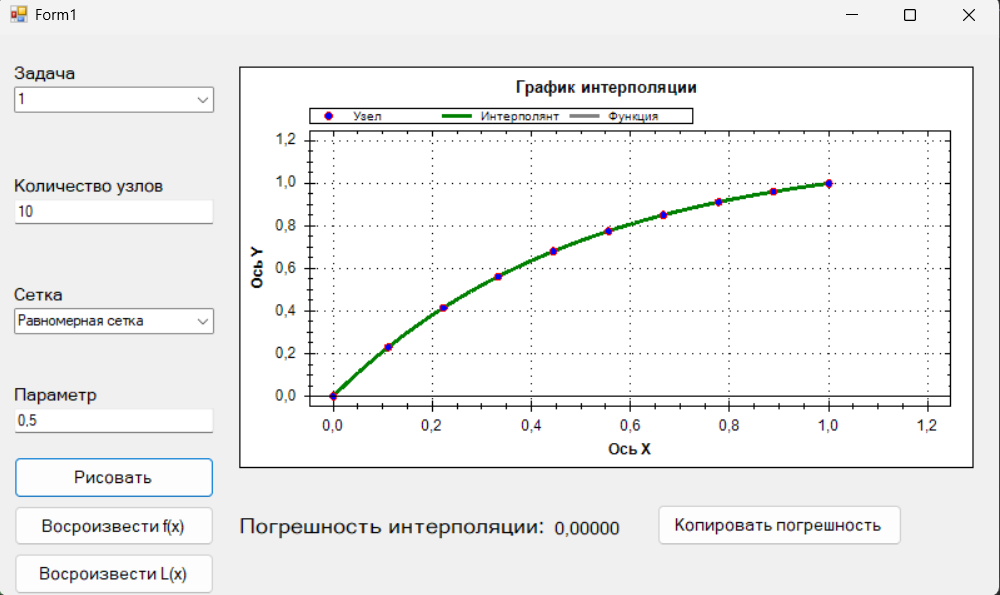 Form1
Задача
1
Количество узлов
10
Сетка
Равномерная сетка
Параметр
0,5
Рисовать
Восроизвести f(x)
Восроизвести L(x)
График интерполяции
Узел Интерполянт Функция
Ось Y
1,2
1,0
0,8
0,6
0,4
0,2
0,0
0,0 0,2 0,4 0,6 0,8 1,0 1,2
Ось X
Погрешность интерполяции: 0,00000
Копировать погрешность